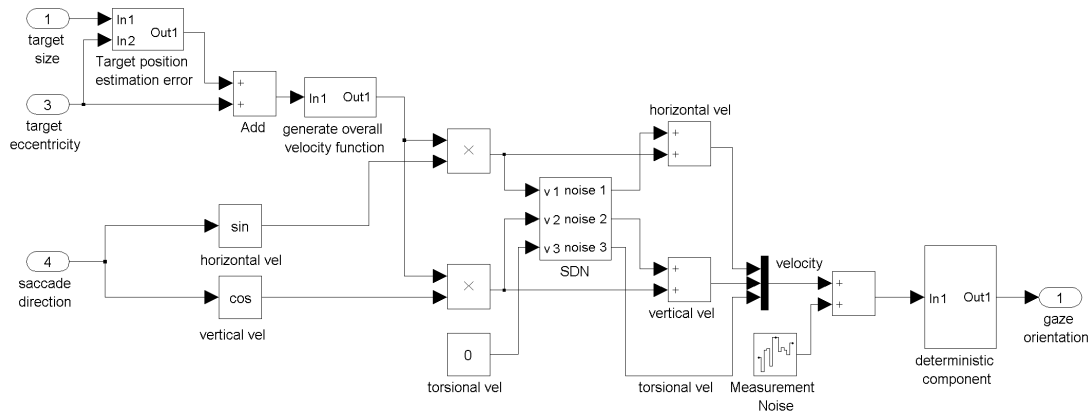 1
target
size
In1
In2
Out1
Target position
estimation error
3
target
eccentricity
+
+
Add
In1
Out1
generate overall
velocity function
×
horizontal vel
+
+
sin
horizontal vel
4
saccade
direction
cos
vertical vel
×
v 1 noise 1
v 2 noise 2
v 3 noise 3
SDN
+
+
vertical vel
0
torsional vel
torsional vel
velocity
+
+
Measurement
Noise
In1
Out1
deterministic
component
1
gaze
orientation